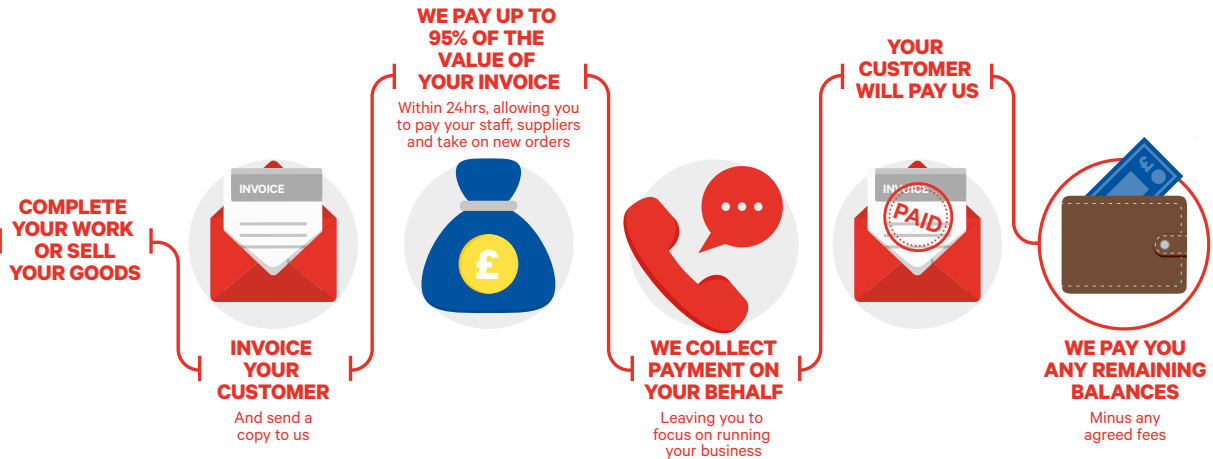 COMPLETE
YOUR WORK
OR SELL
YOUR GOODS
INVOICE
INVOICE
YOUR
CUSTOMER
And send a
copy to us
WE PAY UP TO
95% OF THE
VALUE OF
YOUR INVOICE
Within 24hrs, allowing you
to pay your staff, suppliers
and take on new orders
£
WE COLLECT
PAYMENT ON
YOUR BEHALF
Leaving you to
focus on running
your business
YOUR
CUSTOMER
WILL PAY US
INVOICE
PAID
£
WE PAY YOU
ANY REMAINING
BALANCES
Minus any
agreed fees